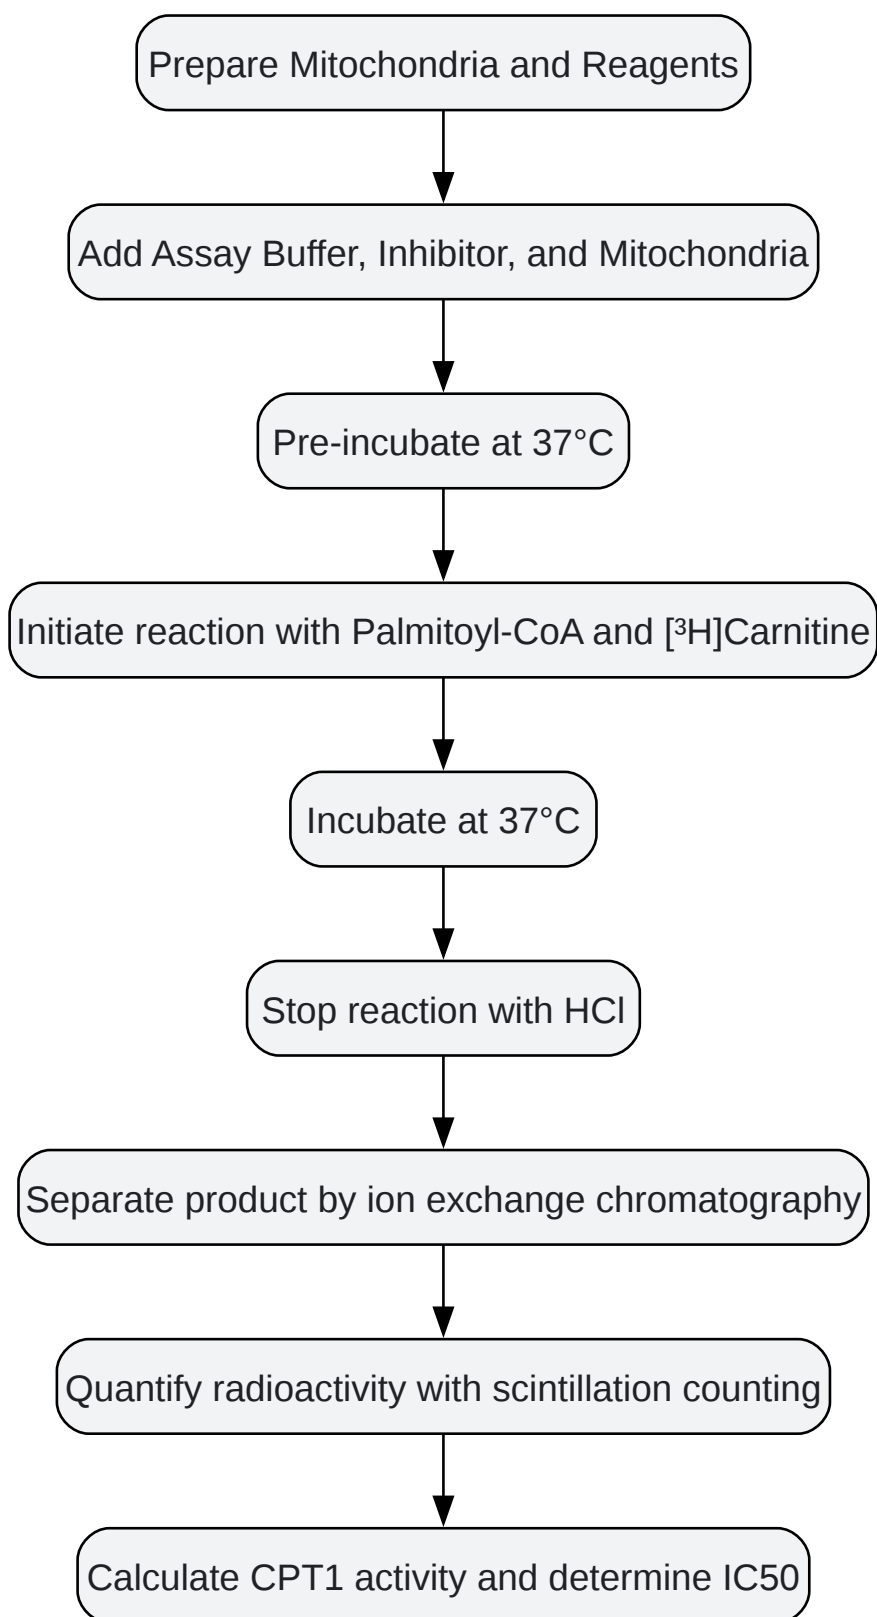 Prepare Mitochondria and Reagents
Add Assay Buffer, Inhibitor, and Mitochondria
Pre-incubate at 37°C
Initiate reaction with Palmitoyl-CoA and [³H]Carnitine
Incubate at 37°C
Stop reaction with HCl
Separate product by ion exchange chromatography
Quantify radioactivity with scintillation counting
Calculate CPT1 activity and determine IC50